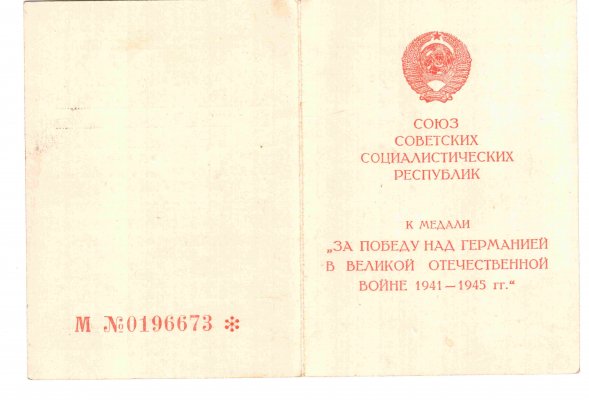 М №0196673 *
СОЮЗ
СОВЕТСКИХ
СОЦИАЛИСТИЧЕСКИХ
РЕСПУБЛИК
К МЕДАЛИ
„ЗА ПОБЕДУ НАД ГЕРМАНИЕЙ
В ВЕЛИКОЙ ОТЕЧЕСТВЕННОЙ
ВОЙНЕ 1941—1945 гг.“